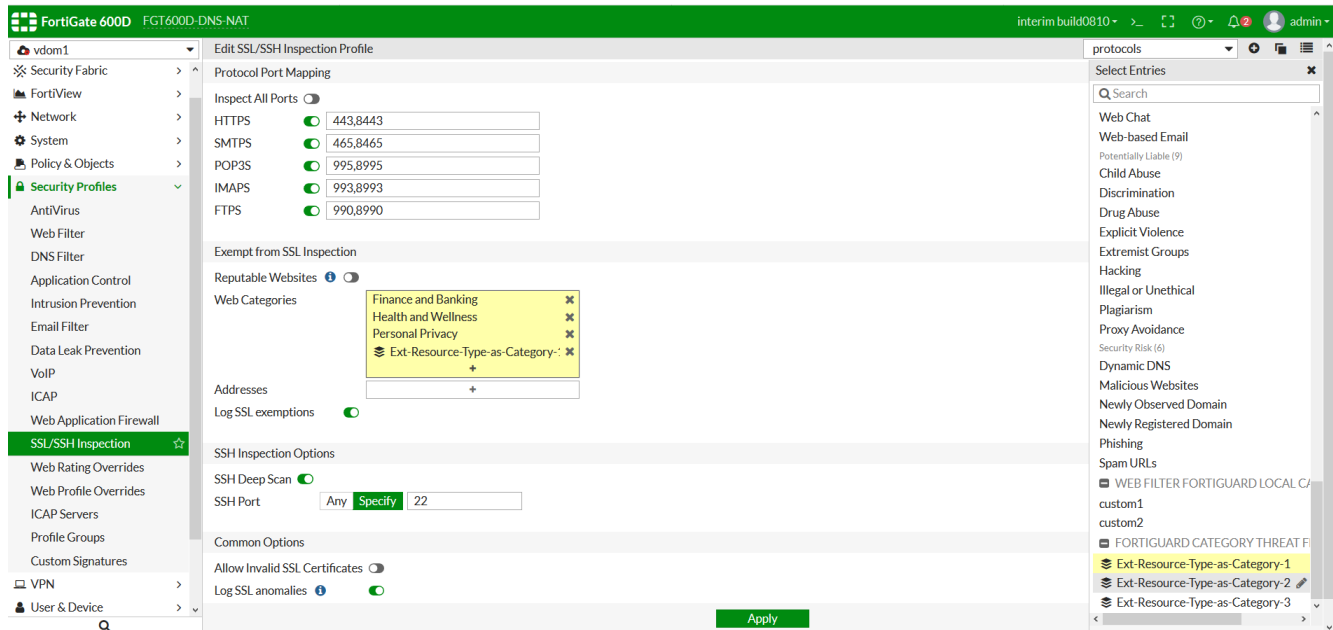 FortiGate 600D FGT600D-DNS-NAT
interim build0810 >_ 2 admin
vdom1
Security Fabric
FortiView
Network
System
Policy & Objects
Security Profiles
AntiVirus
Web Filter
DNS Filter
Application Control
Intrusion Prevention
Email Filter
Data Leak Prevention
VoIP
ICAP
Web Application Firewall
SSL/SSH Inspection
Web Rating Overrides
Web Profile Overrides
ICAP Servers
Profile Groups
Custom Signatures
VPN
User & Device
Edit SSL/SSH Inspection Profile
protocols
Protocol Port Mapping
Inspect All Ports
HTTPS 443,8443
SMTPS 465,8465
POP3S 995,8995
IMAPS 993,8993
FTPS 990,8990
Exempt from SSL Inspection
Reputable Websites
Web Categories
Finance and Banking
Health and Wellness
Personal Privacy
Ext-Resource-Type-as-Category-
Addresses
Log SSL exemptions
SSH Inspection Options
SSH Deep Scan
SSH Port Any Specify 22
Common Options
Allow Invalid SSL Certificates
Log SSL anomalies
Apply
Select Entries
Search
Web Chat
Web-based Email
Potentially Liable (9)
Child Abuse
Discrimination
Drug Abuse
Explicit Violence
Extremist Groups
Hacking
Illegal or Unethical
Plagiarism
Proxy Avoidance
Security Risk (6)
Dynamic DNS
Malicious Websites
Newly Observed Domain
Newly Registered Domain
Phishing
Spam URLs
WEB FILTER FORTIGUARD LOCAL CA
custom1
custom2
FORTIGUARD CATEGORY THREAT F
Ext-Resource-Type-as-Category-1
Ext-Resource-Type-as-Category-2
Ext-Resource-Type-as-Category-3